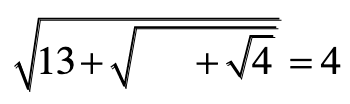 √(13+√(   +√4)) = 4